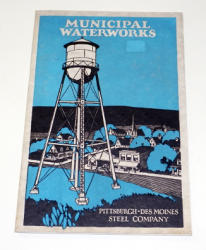 MUNICIPAL
WATERWORKS
PITTSBURGH-DES MOINES
STEEL COMPANY